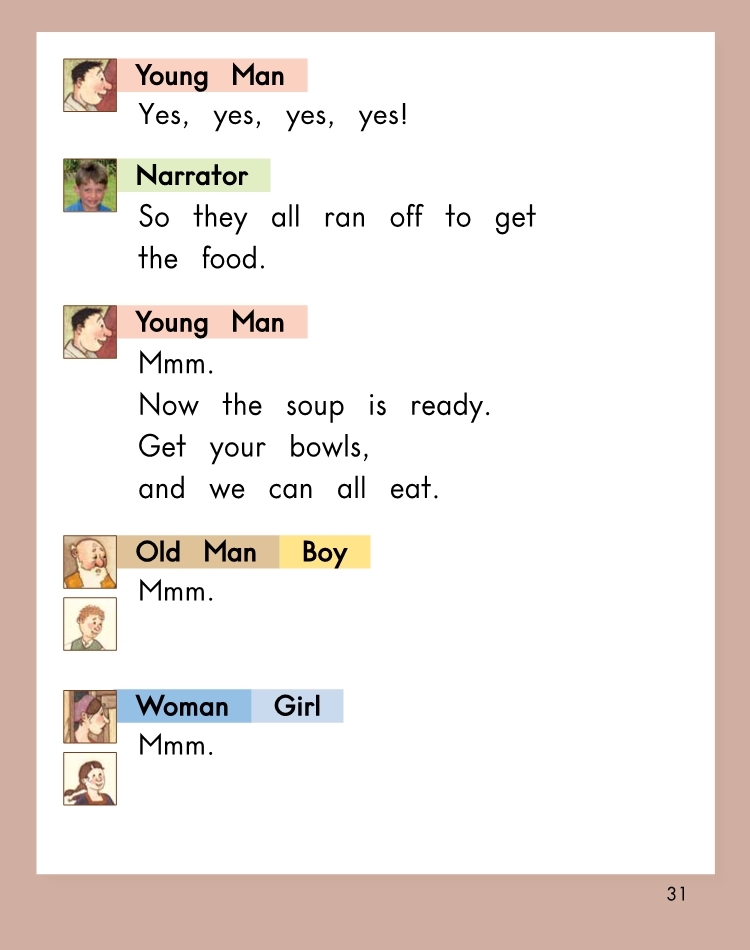 Young Man
Yes, yes, yes, yes!
Narrator
So they all ran off to get
the food.
Young Man
Mmm.
Now the soup is ready.
Get your bowls,
and we can all eat.
Old Man Boy
Mmm.
Woman Girl
Mmm.
31